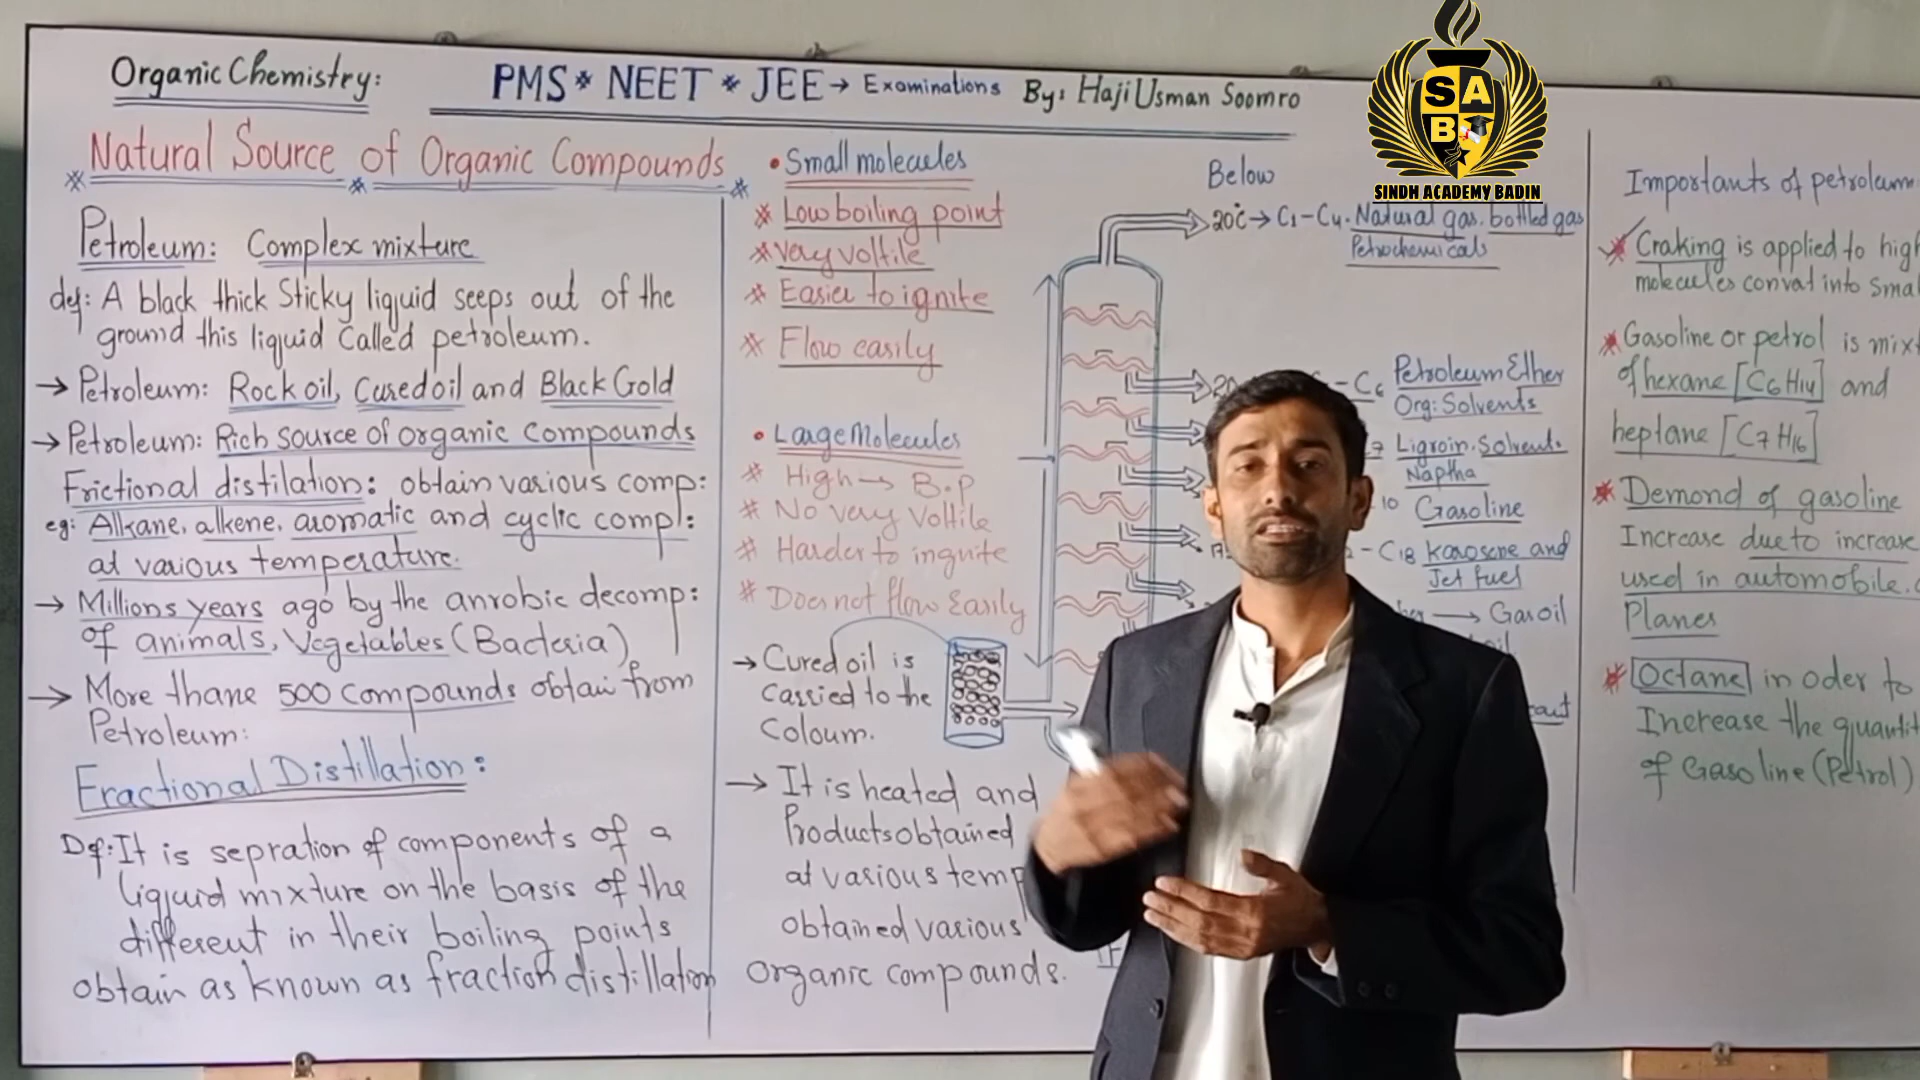 Organic Chemistry:
PMS * NEET * JEE → Examinations By: Haji Usman Soomro
SAB
SINDH ACADEMY BADIN
Natural Source of Organic Compounds
Petroleum: Complex mixture
def: A black thick Sticky liquid seeps out of the
ground this liquid Called petroleum.
→ Petroleum: Rock oil, Cured oil and Black Gold
→ Petroleum: Rich source of organic compounds
Frictional distilation: obtain various comp:
eg: Alkane, alkene, aromatic and cyclic compl:
at various temperature.
→ Millions years ago by the anrobic decomp:
of animals, Vegetables (Bacteria)
→ More thane 500 compounds obtain from
Petroleum:
Fractional Distillation:
Def: It is sepration of components of a
liquid mixture on the basis of the
different in their boiling points
obtain as known as fraction distillation
• Small molecules
* Low boiling point
* Very voltile
* Easier to ignite
* Flow easily
• Large Molecules
* High → B.P
* No very Voltile
* Harder to ingnite
* Doer not flow Easily
→ Cured oil is
Carried to the
Coloum.
→ It is heated and
Products obtained
at various temp
obtained various
organic compounds.
Below
20°C → C1-C4. Natural gas. bottled gas
Petrochemicals
- C6 Petroleum Ether
Org: Solvents
7 Ligroin. Solvent.
Naptha
10 Gasoline
- C18 karosene and
Jet fuel
→ Gasoil
Importants of petroleum
* Craking is applied to high
molecules convat into Smal
* Gasoline or petrol is mixt
of hexane [C6H14] and
heptane [C7H16]
* Demond of gasoline
Increase due to increase
used in automobile.
Planes
* Octane in oder to
Increase the quantit
of Gasoline (Petrol)